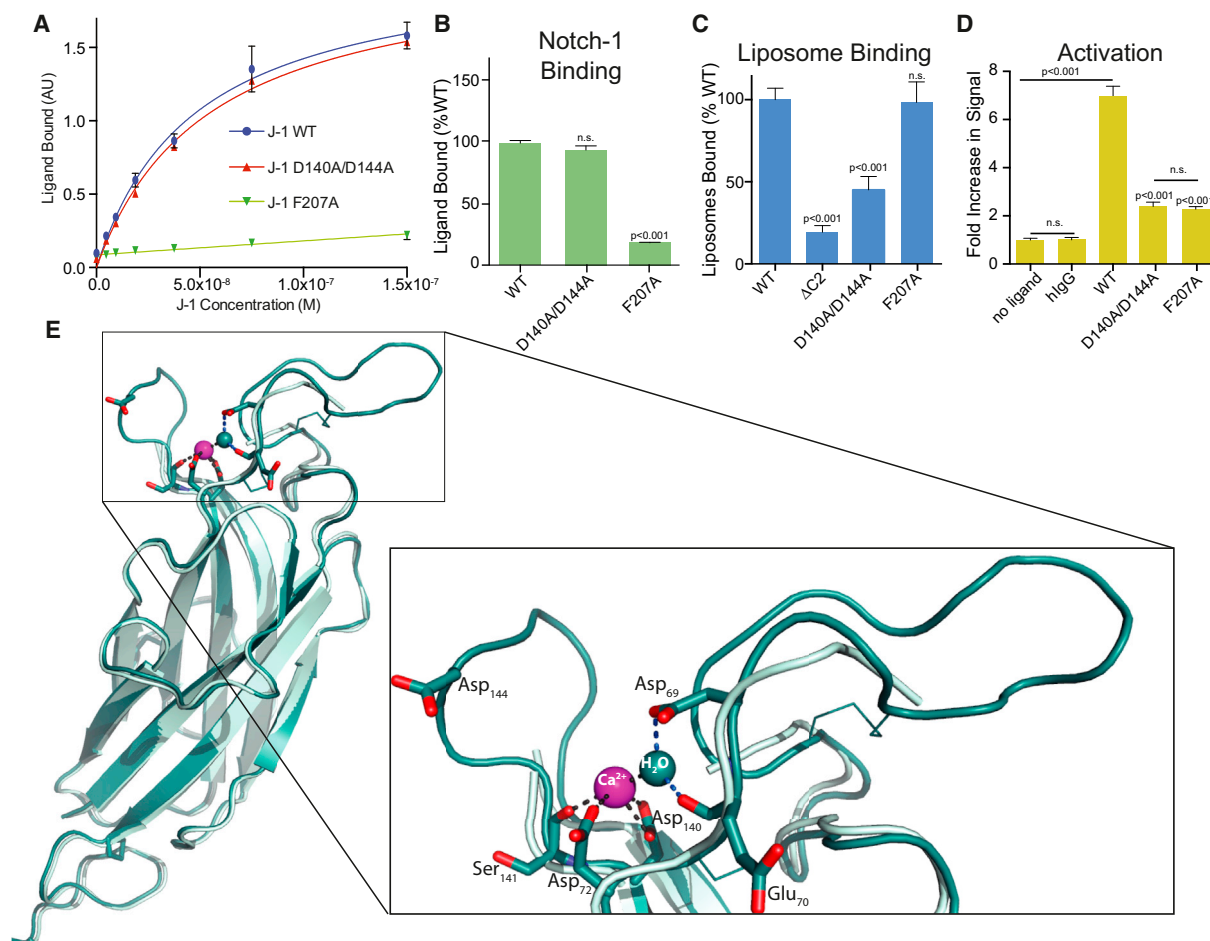 A
Ligand Bound (AU)
1.5
1.0
0.5
0.0
J-1 WT
J-1 D140A/D144A
J-1 F207A
0.0
5.0x10⁻⁸
1.0x10⁻⁷
1.5x10⁻⁷
J-1 Concentration (M)
B
Notch-1
Binding
Ligand Bound (%WT)
150
100
50
0
n.s.
p<0.001
WT
D140A/D144A
F207A
C
Liposome Binding
Liposomes Bound (% WT)
100
50
0
p<0.001
p<0.001
n.s.
WT
ΔC2
D140A/D144A
F207A
D
Activation
Fold Increase in Signal
8
6
4
2
0
p<0.001
n.s.
n.s.
p<0.001
p<0.001
no ligand
hIgG
WT
D140A/D144A
F207A
E
Asp₁₄₄
Asp₆₉
H₂O
Ca²⁺
Asp₁₄₀
Ser₁₄₁
Asp₇₂
Glu₇₀